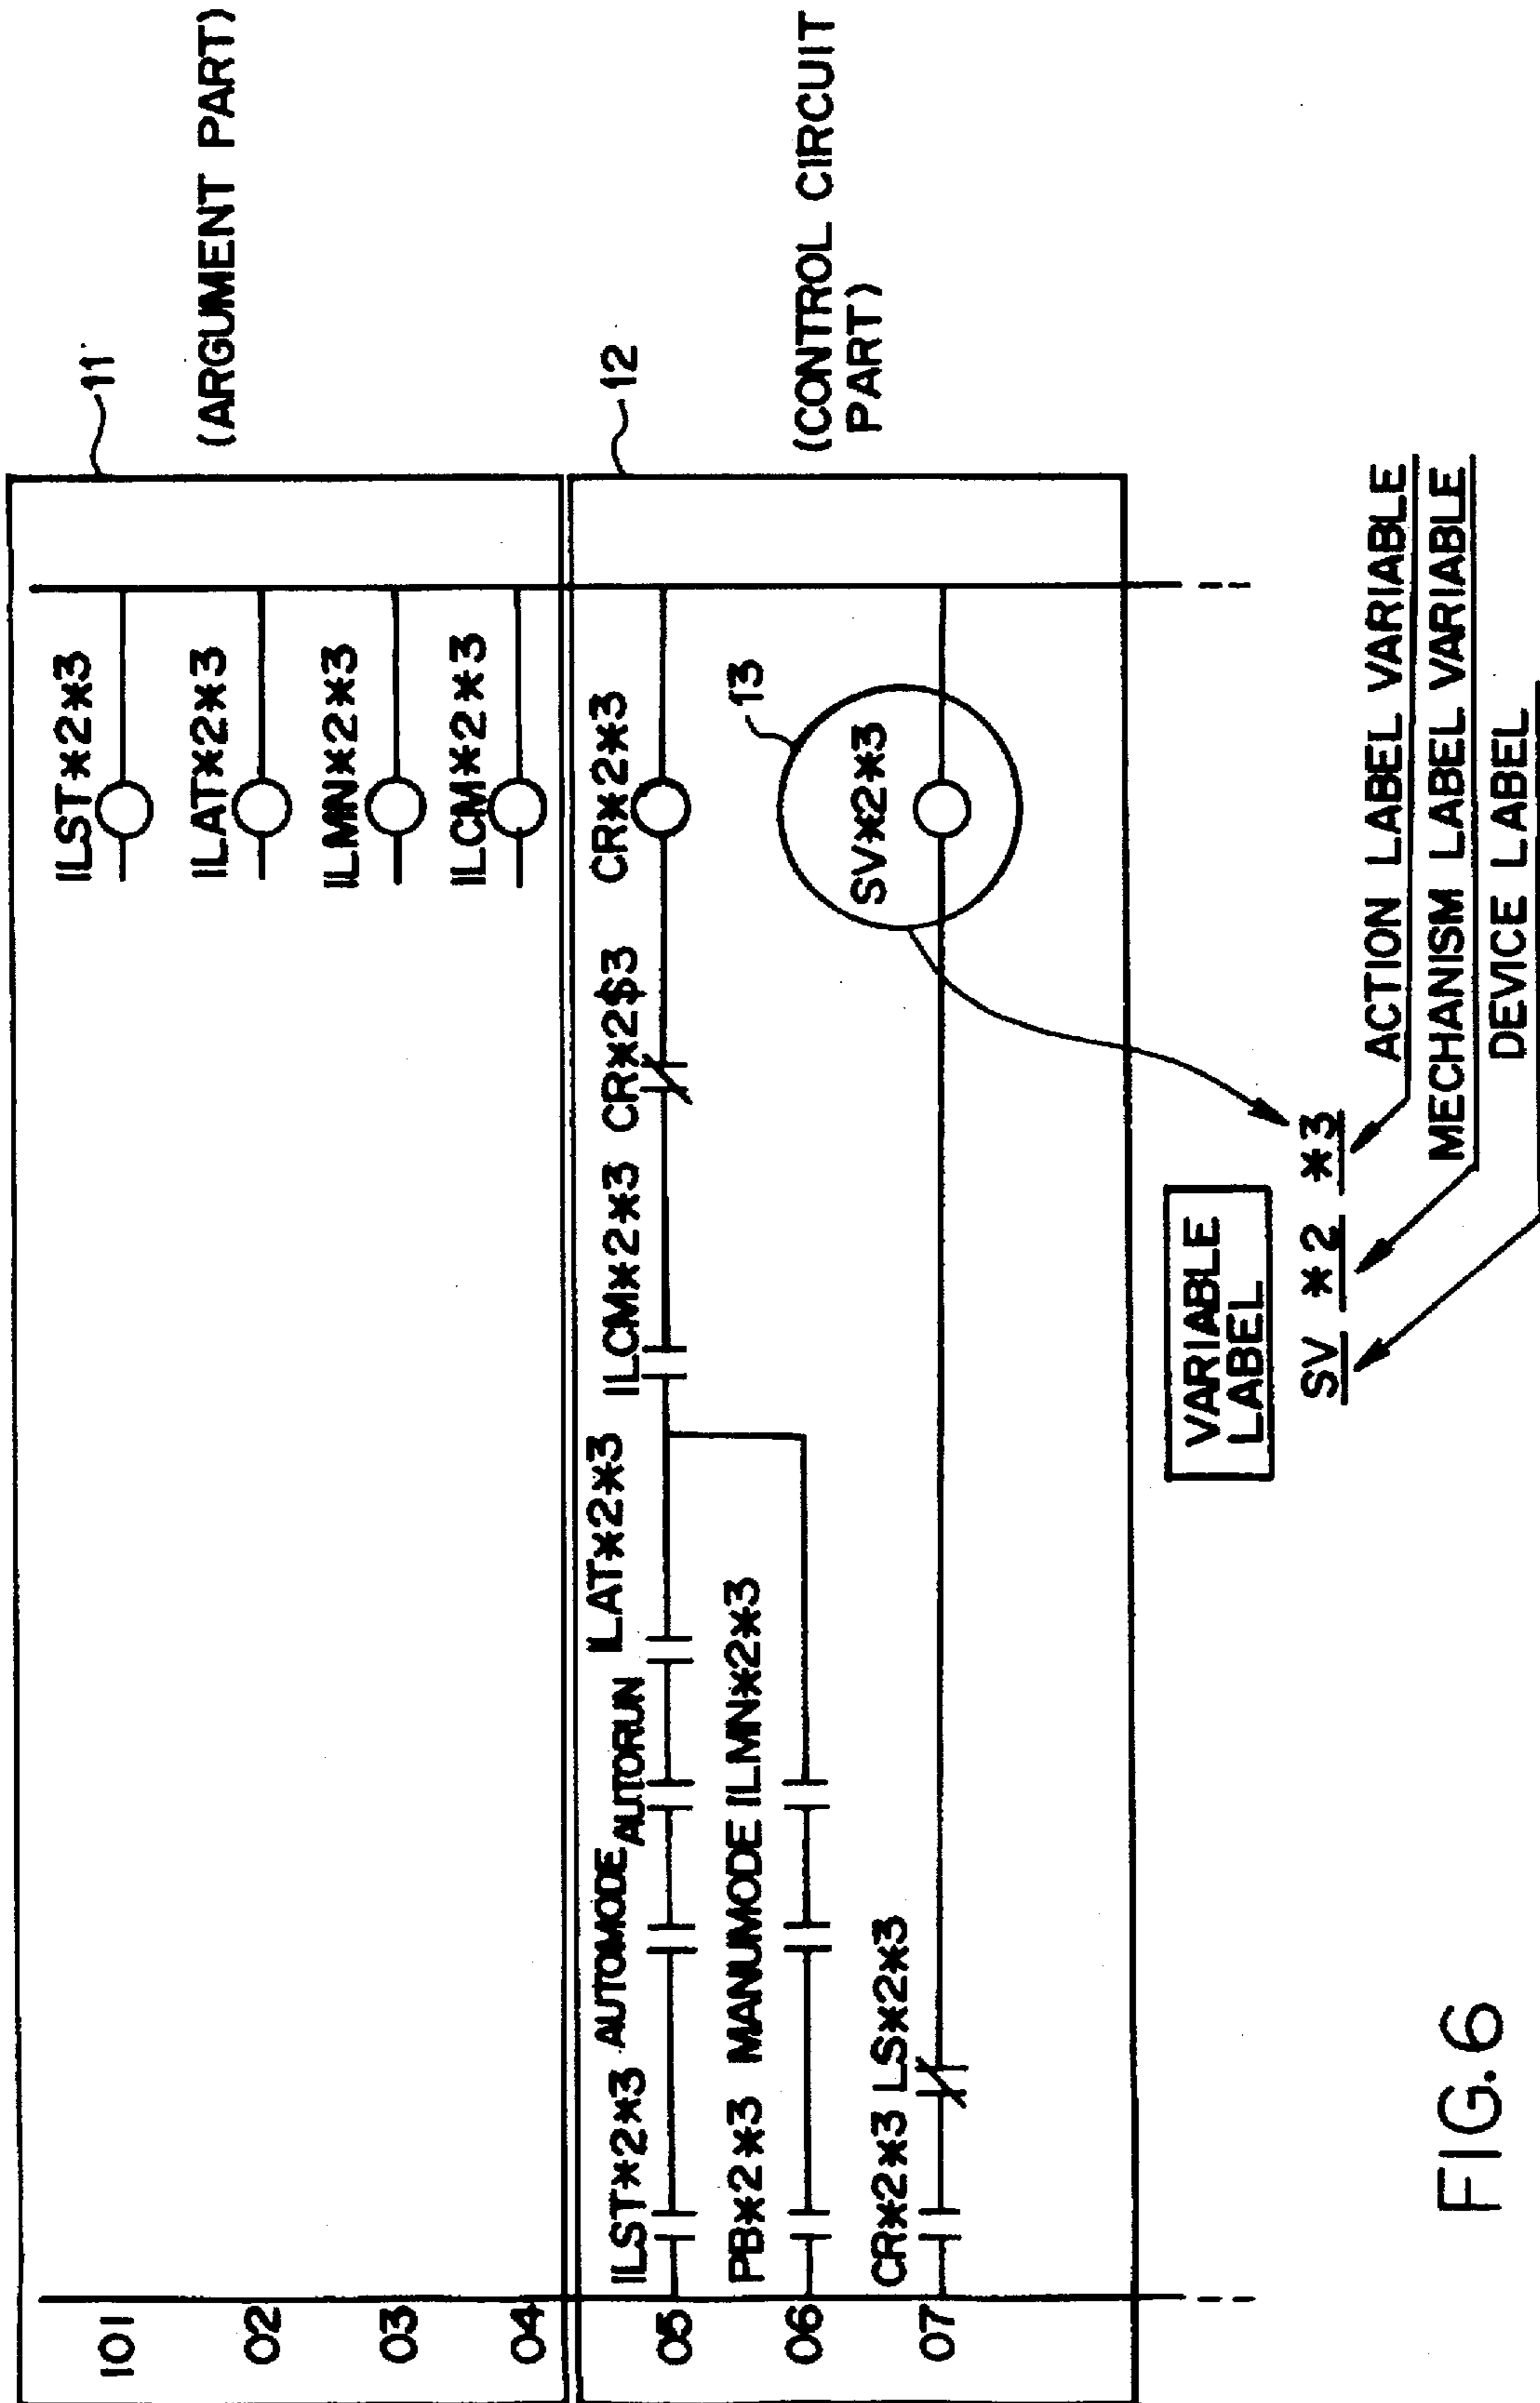 101
ILST*2*3
11
(ARGUMENT PART)
02
ILAT*2*3
03
ILMN*2*3
04
ILCM*2*3
05
ILST*2*3 AUTOMODE AUTORUN ILAT*2*3 ILCM*2*3 CR*2$3 CR*2*3
12
06
PB*2*3 MANUMODE ILMN*2*3
13
(CONTROL CIRCUIT
PART)
07
CR*2*3 LS*2*3
SV*2*3
VARIABLE
LABEL
SV *2 *3
ACTION LABEL VARIABLE
MECHANISM LABEL VARIABLE
DEVICE LABEL
FIG.6